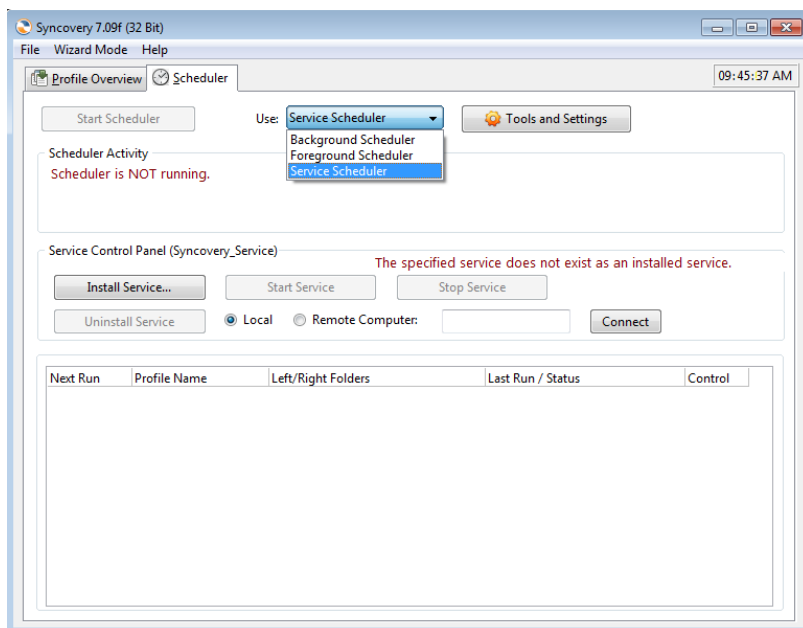 Syncovery 7.09f (32 Bit)
File Wizard Mode Help
Profile Overview Scheduler 09:45:37 AM
Start Scheduler Use: Service Scheduler Tools and Settings
Background Scheduler
Foreground Scheduler
Service Scheduler
Scheduler Activity
Scheduler is NOT running.
Service Control Panel (Syncovery_Service)
The specified service does not exist as an installed service.
Install Service... Start Service Stop Service
Uninstall Service Local Remote Computer: Connect
Next Run Profile Name Left/Right Folders Last Run / Status Control